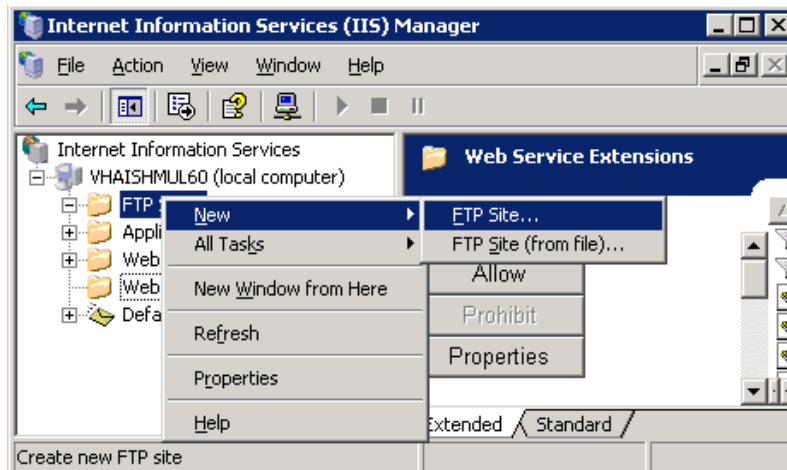 Internet Information Services (IIS) Manager
File Action View Window Help
Internet Information Services
VHAISHMUL60 (local computer)
FTP
Appli
Web
Web
Defa
Web Service Extensions
New
All Tasks
New Window from Here
Refresh
Properties
Help
FTP Site...
FTP Site (from file)...
Allow
Prohibit
Properties
Extended Standard
Create new FTP site